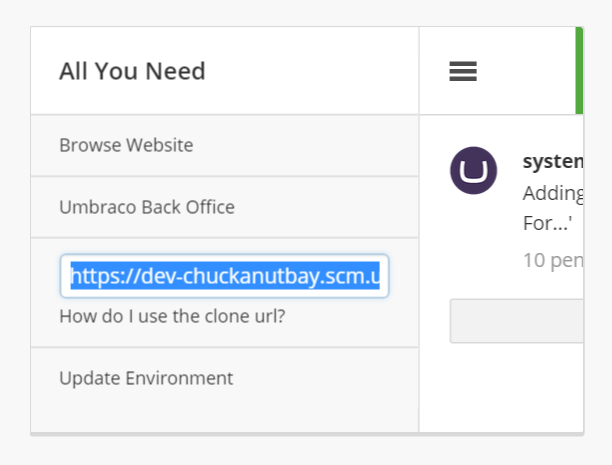 All You Need
Browse Website
Umbraco Back Office
https://dev-chuckanutbay.scm.u
How do I use the clone url?
Update Environment
system
Adding
For...'
10 pen